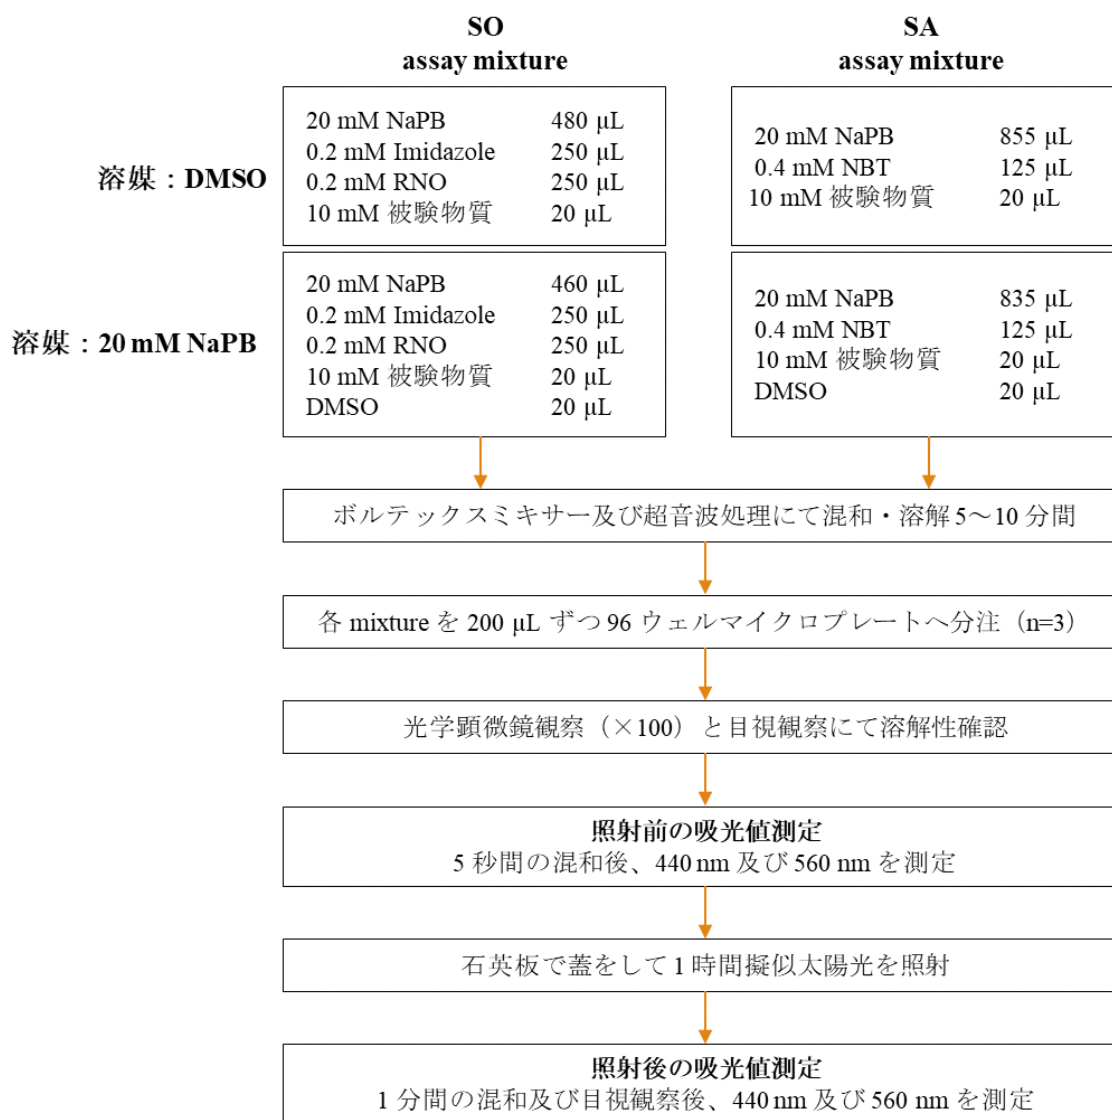 SO
assay mixture
SA
assay mixture
溶媒：DMSO
20 mM NaPB 480 μL
0.2 mM Imidazole 250 μL
0.2 mM RNO 250 μL
10 mM 被験物質 20 μL
20 mM NaPB 855 μL
0.4 mM NBT 125 μL
10 mM 被験物質 20 μL
溶媒：20 mM NaPB
20 mM NaPB 460 μL
0.2 mM Imidazole 250 μL
0.2 mM RNO 250 μL
10 mM 被験物質 20 μL
DMSO 20 μL
20 mM NaPB 835 μL
0.4 mM NBT 125 μL
10 mM 被験物質 20 μL
DMSO 20 μL
ボルテックスミキサー及び超音波処理にて混和・溶解 5～10 分間
各 mixture を 200 μL ずつ 96 ウェルマイクロプレートへ分注（n=3）
光学顕微鏡観察（×100）と目視観察にて溶解性確認
照射前の吸光値測定
5 秒間の混和後、440 nm 及び 560 nm を測定
石英板で蓋をして 1 時間擬似太陽光を照射
照射後の吸光値測定
1 分間の混和及び目視観察後、440 nm 及び 560 nm を測定